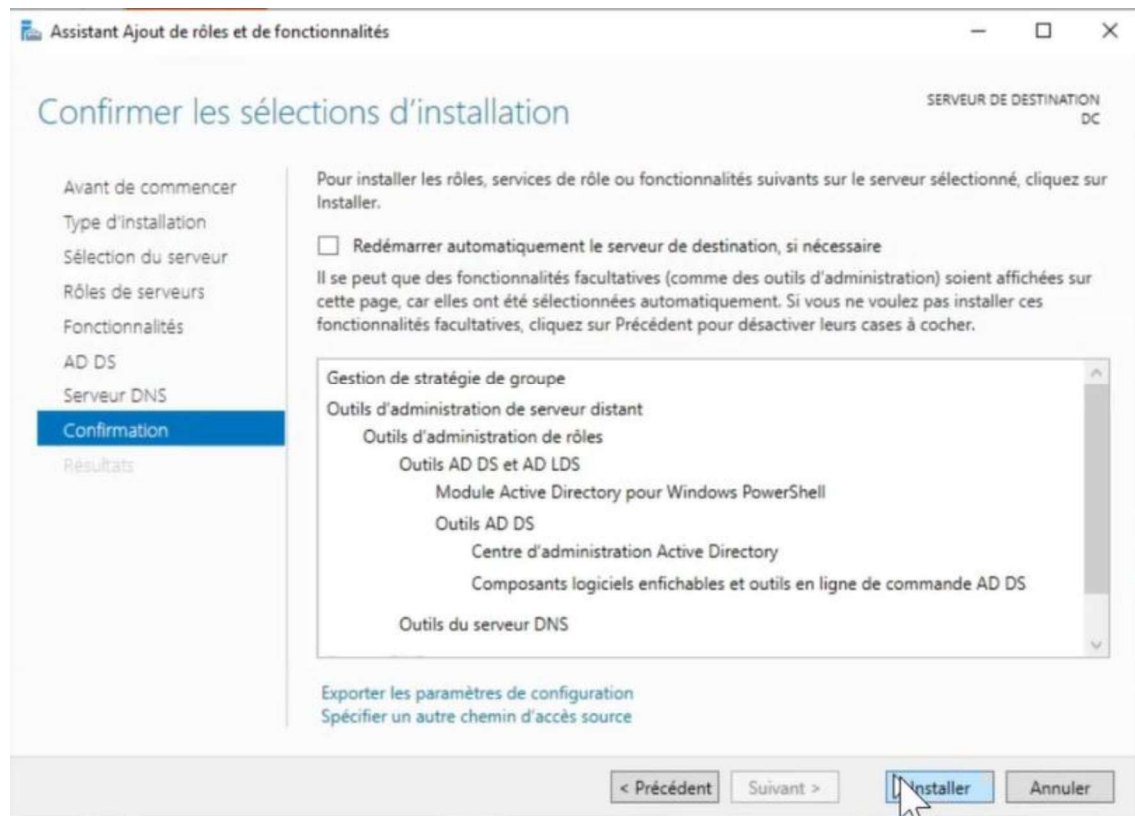 Assistant Ajout de rôles et de fonctionnalités
Confirmer les sélections d'installation
SERVEUR DE DESTINATION
DC
Avant de commencer
Type d'installation
Sélection du serveur
Rôles de serveurs
Fonctionnalités
AD DS
Serveur DNS
Confirmation
Résultats
Pour installer les rôles, services de rôle ou fonctionnalités suivants sur le serveur sélectionné, cliquez sur
Installer.
Redémarrer automatiquement le serveur de destination, si nécessaire
Il se peut que des fonctionnalités facultatives (comme des outils d'administration) soient affichées sur
cette page, car elles ont été sélectionnées automatiquement. Si vous ne voulez pas installer ces
fonctionnalités facultatives, cliquez sur Précédent pour désactiver leurs cases à cocher.
Gestion de stratégie de groupe
Outils d'administration de serveur distant
Outils d'administration de rôles
Outils AD DS et AD LDS
Module Active Directory pour Windows PowerShell
Outils AD DS
Centre d'administration Active Directory
Composants logiciels enfichables et outils en ligne de commande AD DS
Outils du serveur DNS
Exporter les paramètres de configuration
Spécifier un autre chemin d'accès source
< Précédent
Suivant >
Installer
Annuler